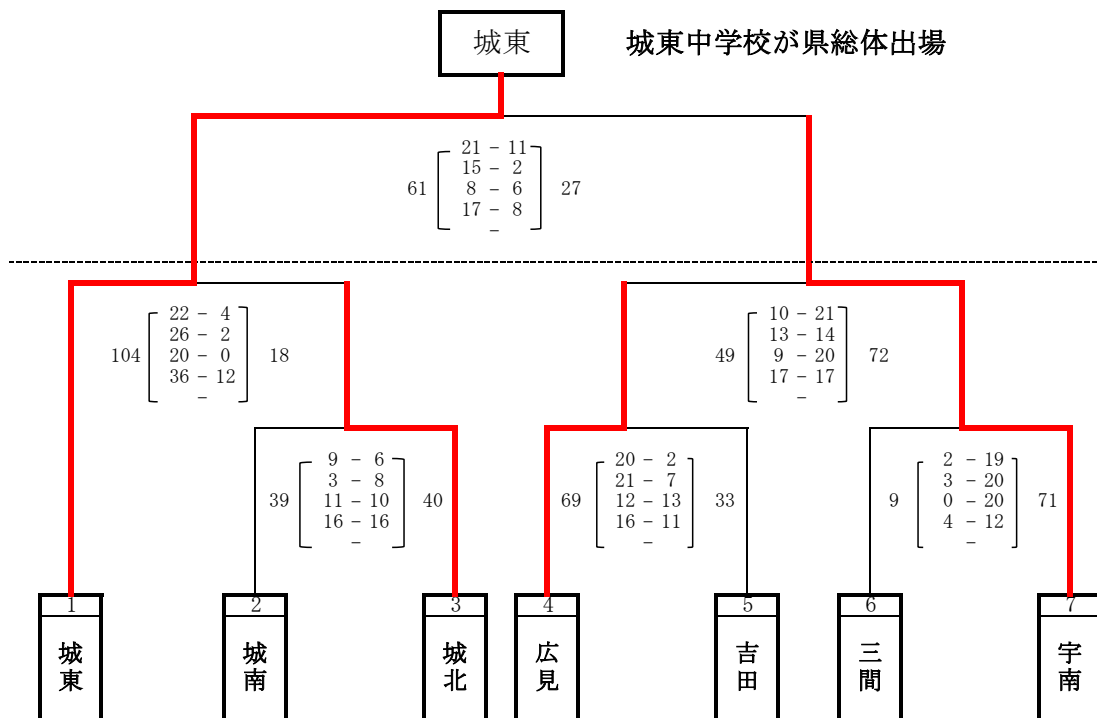 城東
城東中学校が県総体出場
61
21 - 11
15 - 2
8 - 6
17 - 8
-
27
104
22 - 4
26 - 2
20 - 0
36 - 12
-
18
49
10 - 21
13 - 14
9 - 20
17 - 17
-
72
39
9 - 6
3 - 8
11 - 10
16 - 16
-
40
69
20 - 2
21 - 7
12 - 13
16 - 11
-
33
9
2 - 19
3 - 20
0 - 20
4 - 12
-
71
1
城東
2
城南
3
城北
4
広見
5
吉田
6
三間
7
宇南